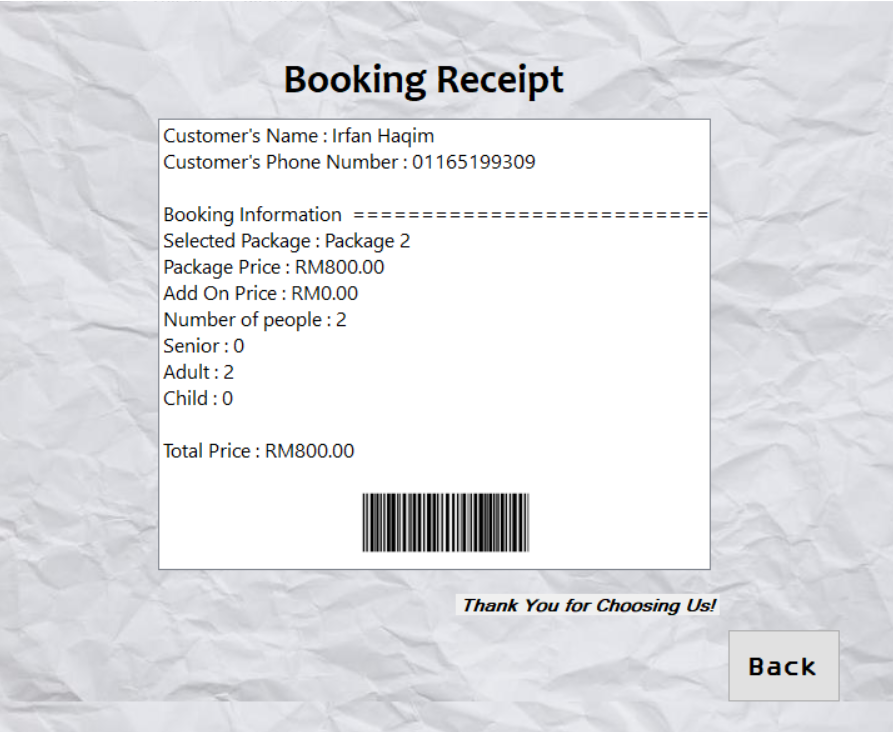 Booking Receipt
Customer's Name : Irfan Haqim
Customer's Phone Number : 01165199309
Booking Information ==========================
Selected Package : Package 2
Package Price : RM800.00
Add On Price : RM0.00
Number of people : 2
Senior : 0
Adult : 2
Child : 0
Total Price : RM800.00
Thank You for Choosing Us!
Back